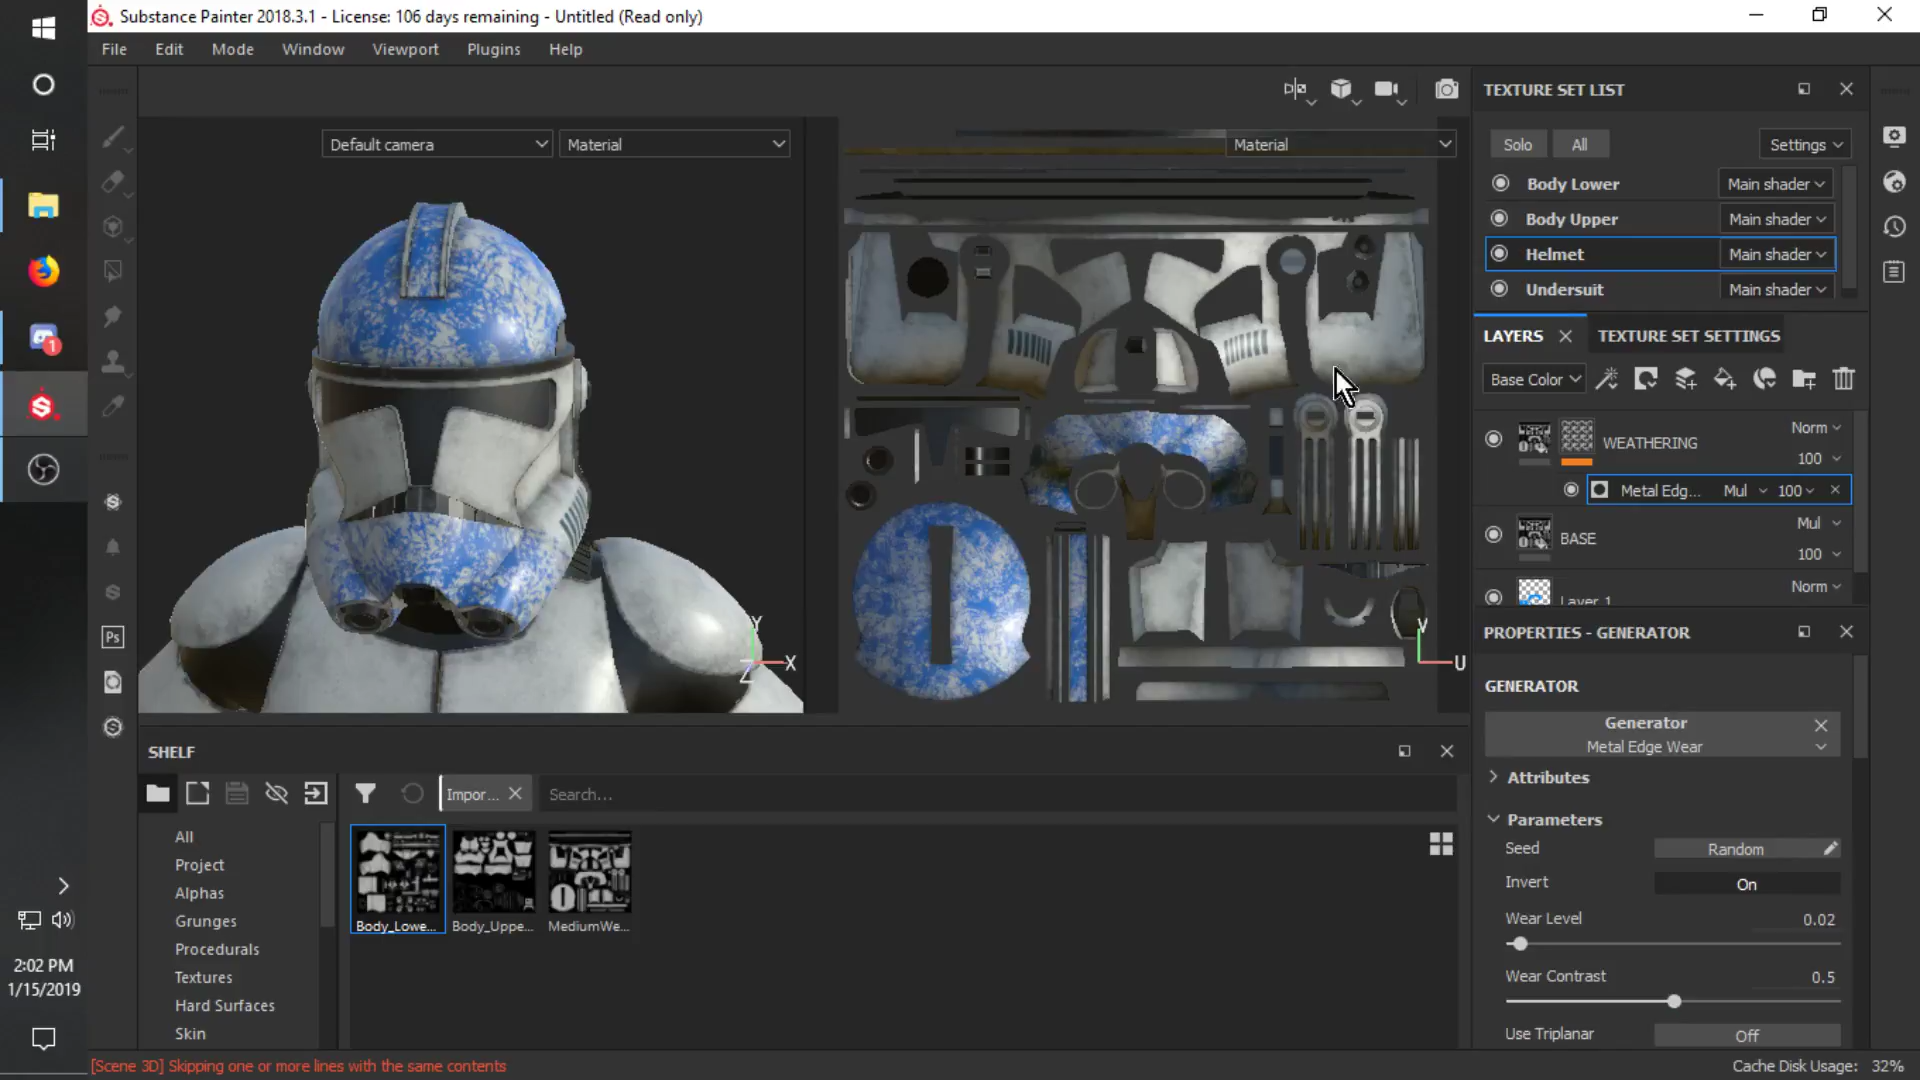 Substance Painter 2018.3.1 - License: 106 days remaining - Untitled (Read only)
File Edit Mode Window Viewport Plugins Help
Default camera
Material
Material
Y
X
Z
V
U
TEXTURE SET LIST
Solo All Settings
Body Lower Main shader
Body Upper Main shader
Helmet Main shader
Undersuit Main shader
LAYERS TEXTURE SET SETTINGS
Base Color
WEATHERING Norm
100
Metal Edg... Mul 100
BASE Mul
100
Layer 1 Norm
PROPERTIES - GENERATOR
GENERATOR
Generator
Metal Edge Wear
Attributes
Parameters
Seed Random
Invert On
Wear Level 0.02
Wear Contrast 0.5
Use Triplanar Off
SHELF
Impor... Search...
All
Project
Alphas
Grunges
Procedurals
Textures
Hard Surfaces
Skin
Body_Lowe... Body_Uppe... MediumWe...
1
Ps
2:02 PM
1/15/2019
[Scene 3D] Skipping one or more lines with the same contents
Cache Disk Usage: 32%